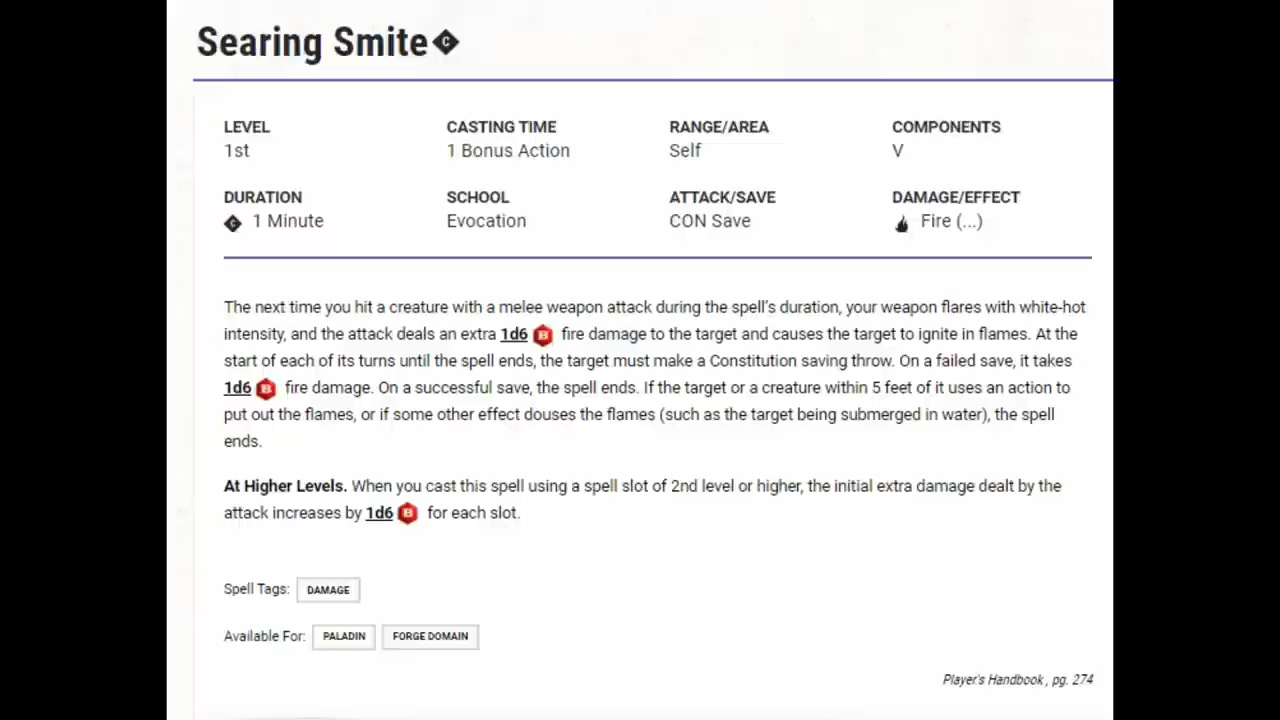 Searing Smite C
LEVEL CASTING TIME RANGE/AREA COMPONENTS
1st 1 Bonus Action Self V
DURATION SCHOOL ATTACK/SAVE DAMAGE/EFFECT
C 1 Minute Evocation CON Save Fire (...)
The next time you hit a creature with a melee weapon attack during the spell's duration, your weapon flares with white-hot
intensity, and the attack deals an extra 1d6 B fire damage to the target and causes the target to ignite in flames. At the
start of each of its turns until the spell ends, the target must make a Constitution saving throw. On a failed save, it takes
1d6 B fire damage. On a successful save, the spell ends. If the target or a creature within 5 feet of it uses an action to
put out the flames, or if some other effect douses the flames (such as the target being submerged in water), the spell
ends.
At Higher Levels. When you cast this spell using a spell slot of 2nd level or higher, the initial extra damage dealt by the
attack increases by 1d6 B for each slot.
Spell Tags: DAMAGE
Available For: PALADIN FORGE DOMAIN
Player's Handbook , pg. 274